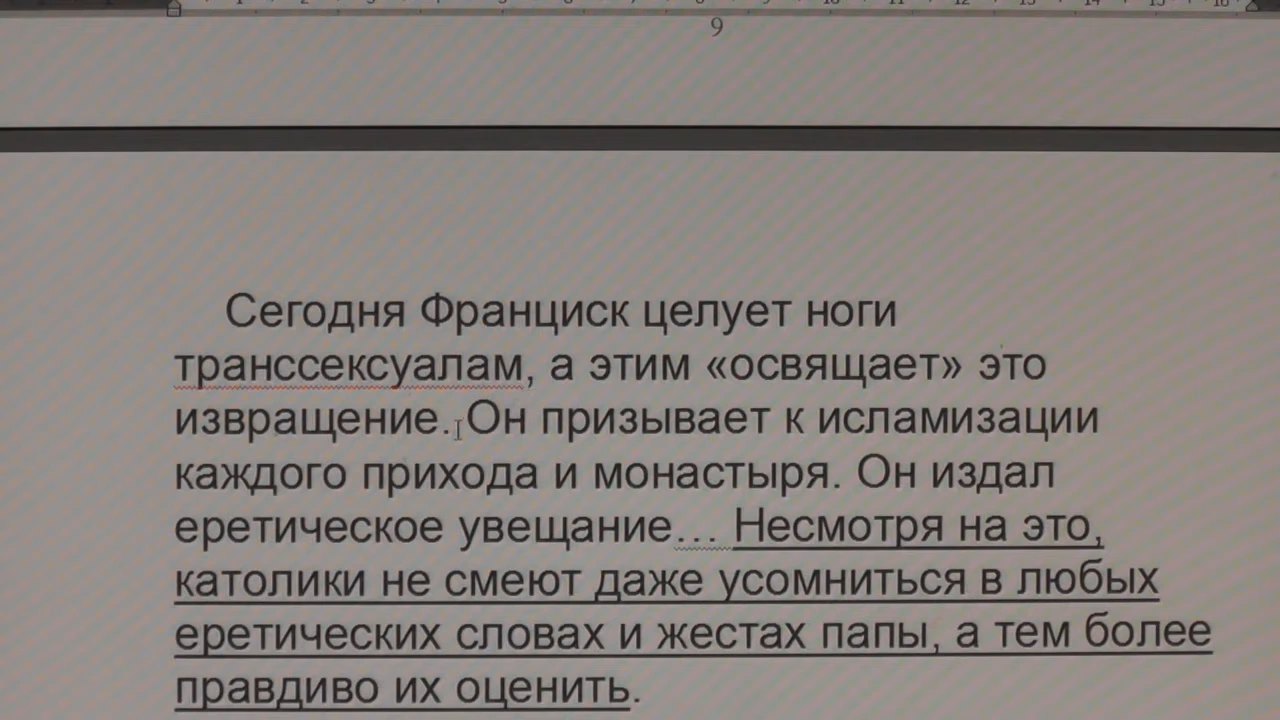 9
Сегодня Франциск целует ноги
транссексуалам, а этим «освящает» это
извращение. Он призывает к исламизации
каждого прихода и монастыря. Он издал
еретическое увещание… Несмотря на это,
католики не смеют даже усомниться в любых
еретических словах и жестах папы, а тем более
правдиво их оценить.